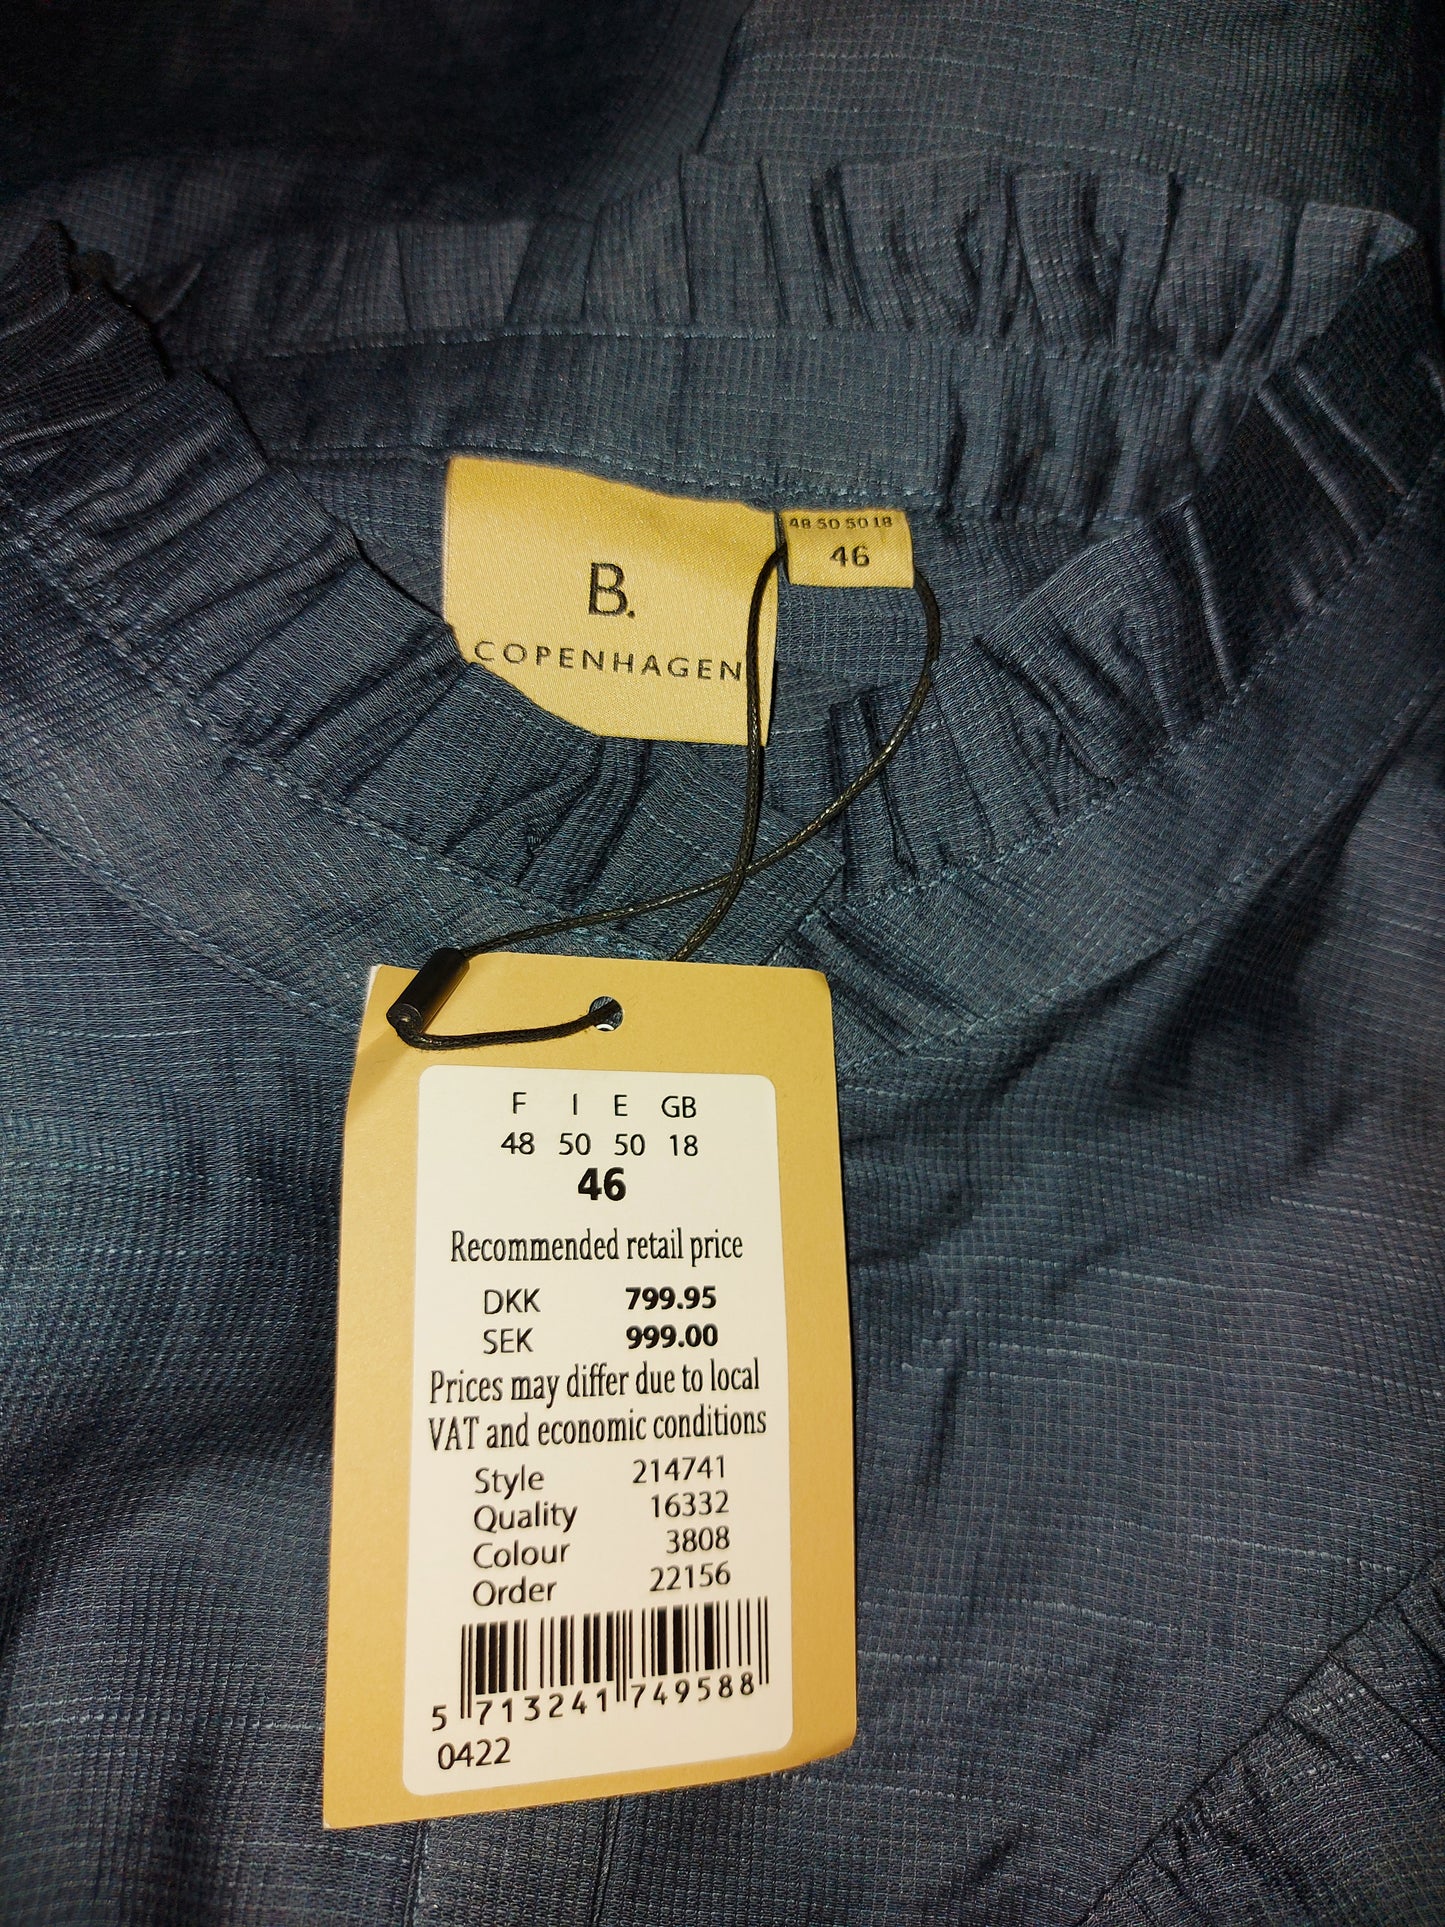 B.
COPENHAGEN
48 50 50 18
46
F I E GB
48 50 50 18
46
Recommended retail price
DKK 799.95
SEK 999.00
Prices may differ due to local
VAT and economic conditions
Style 214741
Quality 16332
Colour 3808
Order 22156
5 713241 749588
0422